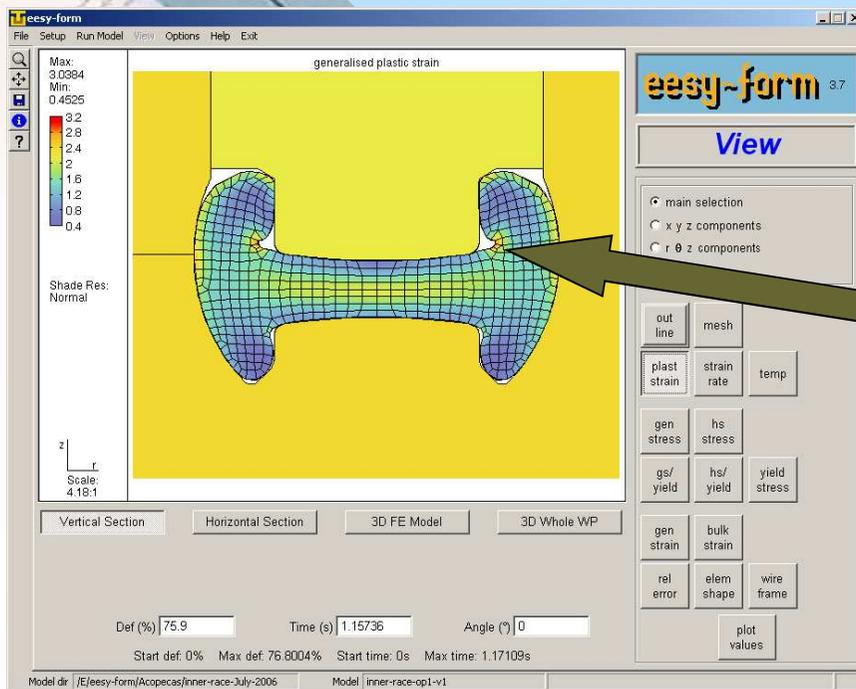 eesy-form
File Setup Run Model View Options Help Exit
Max:
3.0384
Min:
0.4525
3.2
2.8
2.4
2
1.6
1.2
0.8
0.4
Shade Res:
Normal
z
r
Scale:
4.18:1
generalised plastic strain
eesy-form 3.7
View
main selection
x y z components
r θ z components
out line
mesh
plast strain
strain rate
temp
gen stress
hs stress
gs/ yield
hs/ yield
yield stress
gen strain
bulk strain
rel error
elem shape
wire frame
plot values
Vertical Section Horizontal Section 3D FE Model 3D Whole WP
Def (%) 75.9 Time (s) 1.15736 Angle (º) 0
Start def: 0% Max def: 76.8004% Start time: 0s Max time: 1.17109s
Model dir /E/eesy-form/Acopecas/inner-race-July-2006 Model inner-race-op1-v1